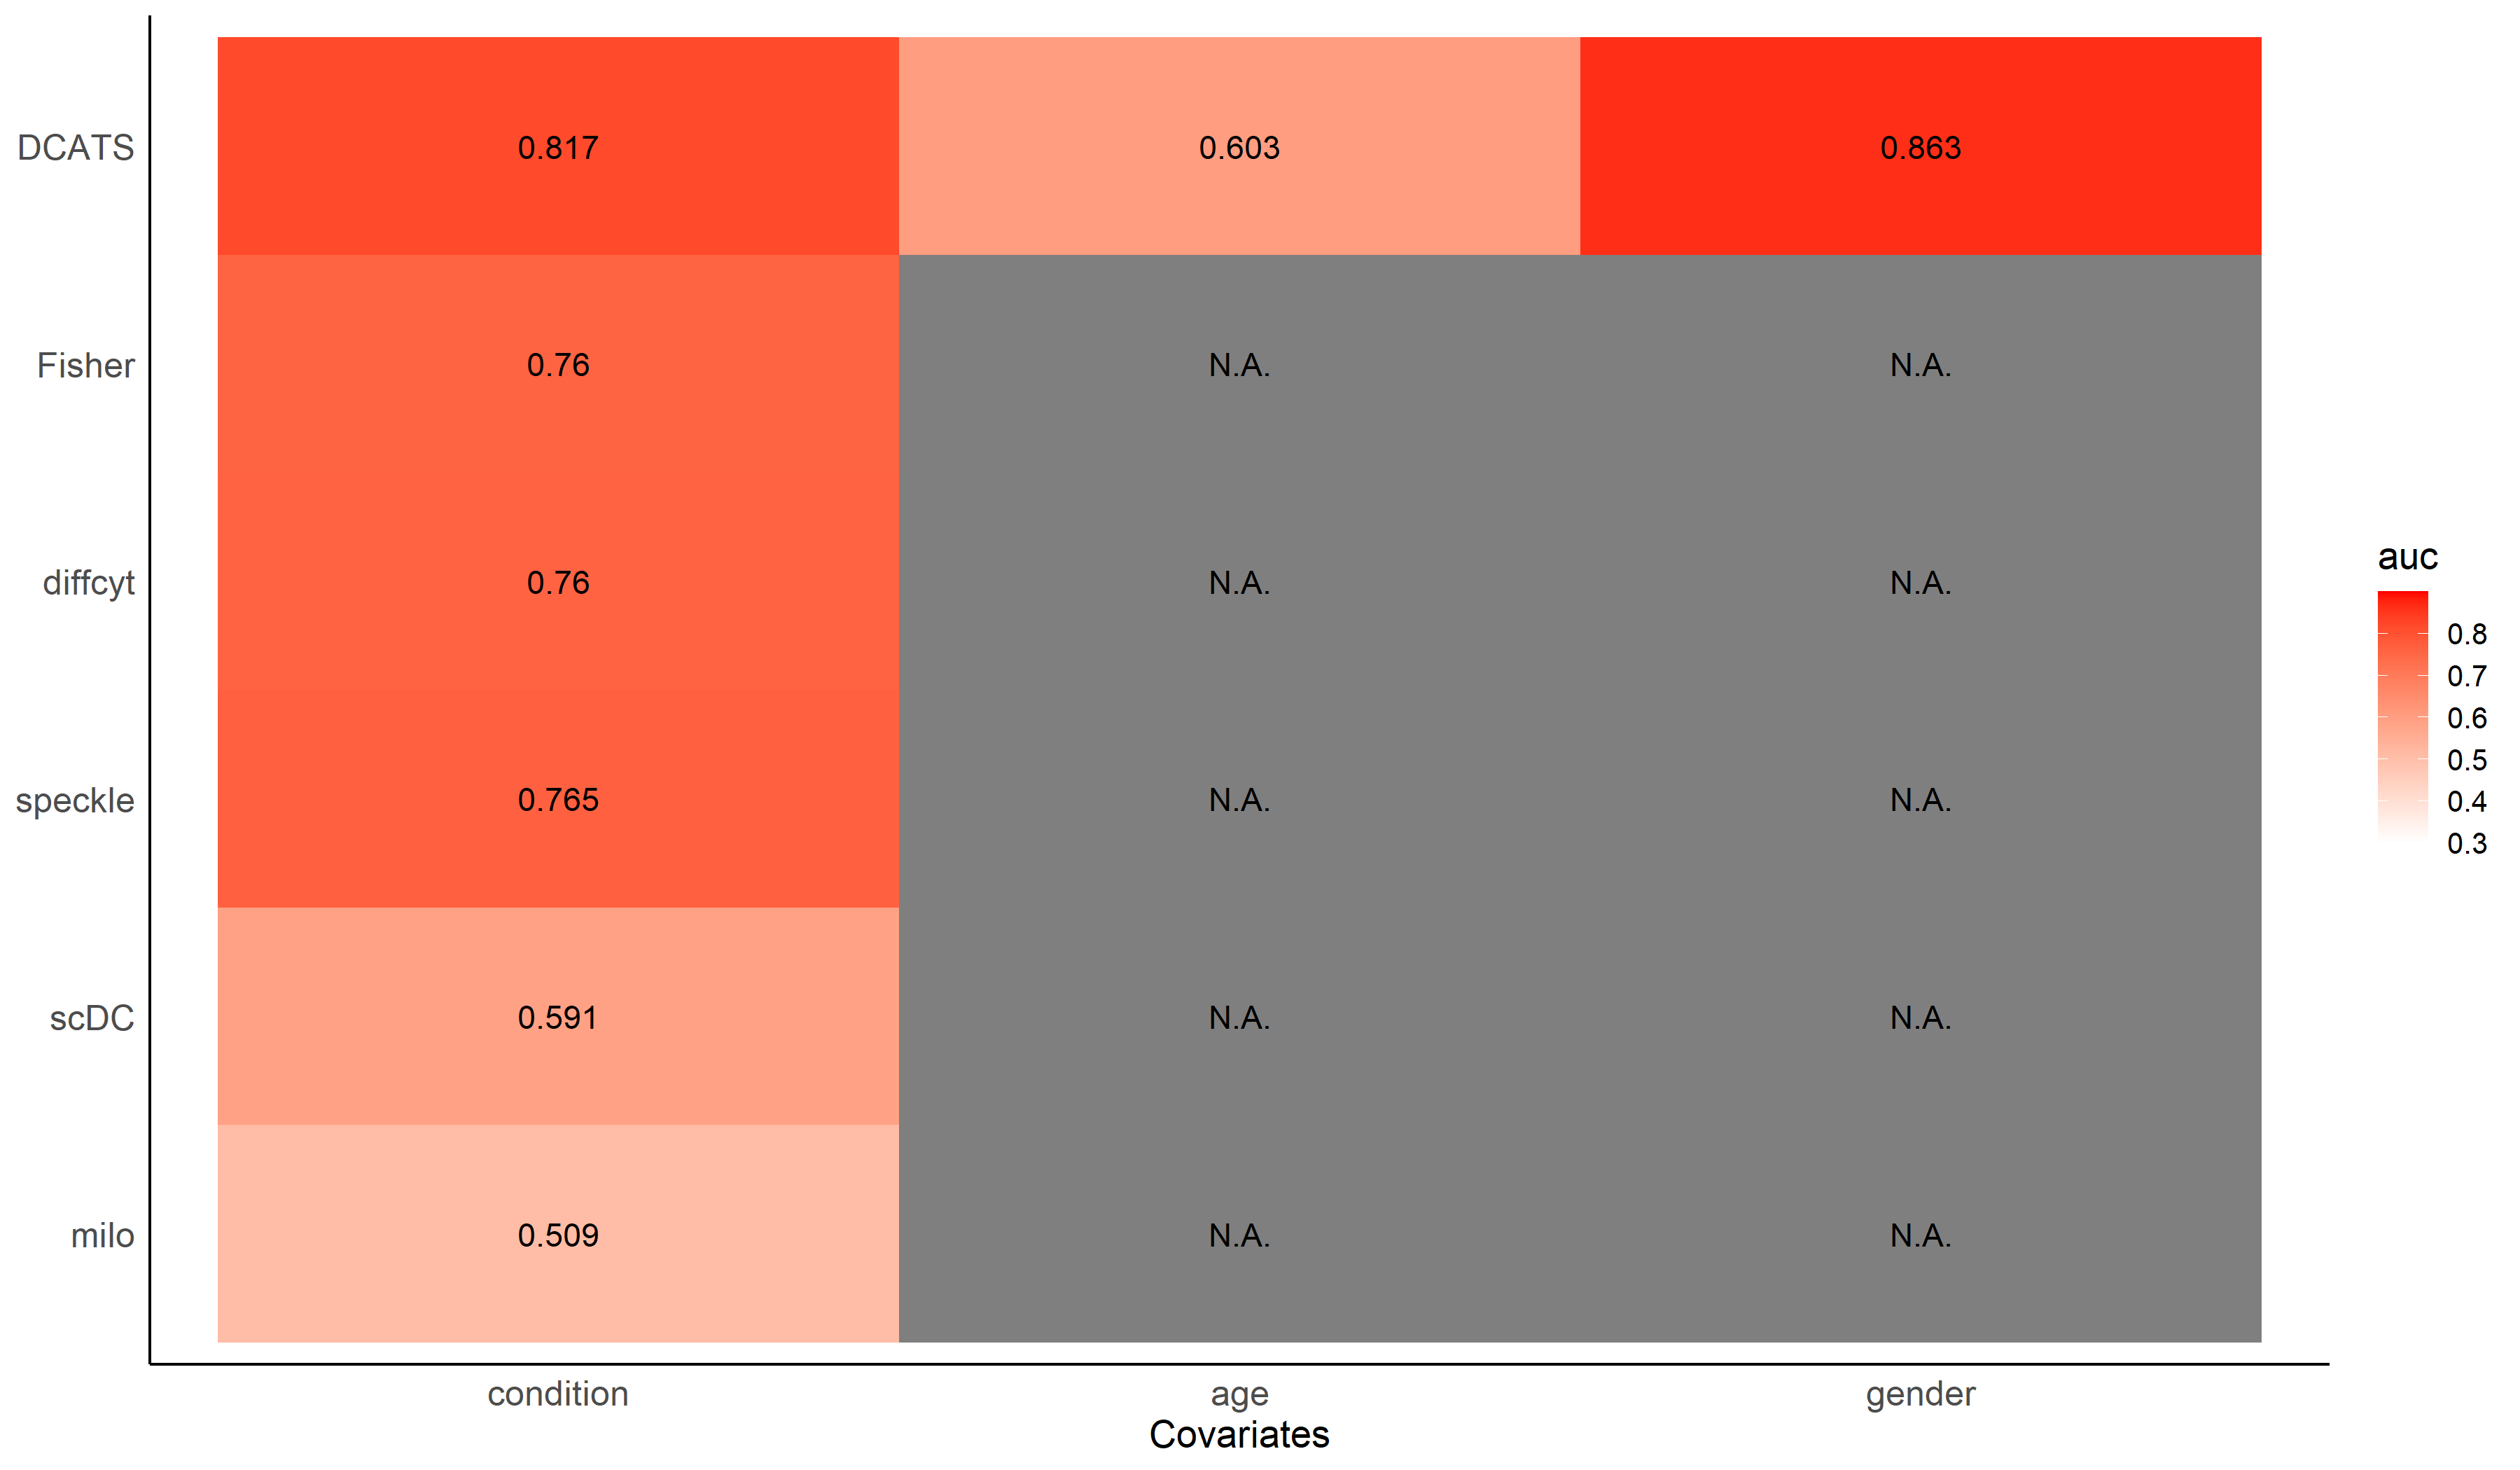 DCATS 0.817 0.603 0.863
Fisher 0.76 N.A. N.A.
diffcyt 0.76 N.A. N.A.
speckle 0.765 N.A. N.A.
scDC 0.591 N.A. N.A.
milo 0.509 N.A. N.A.
condition age gender
Covariates
auc
0.8
0.7
0.6
0.5
0.4
0.3